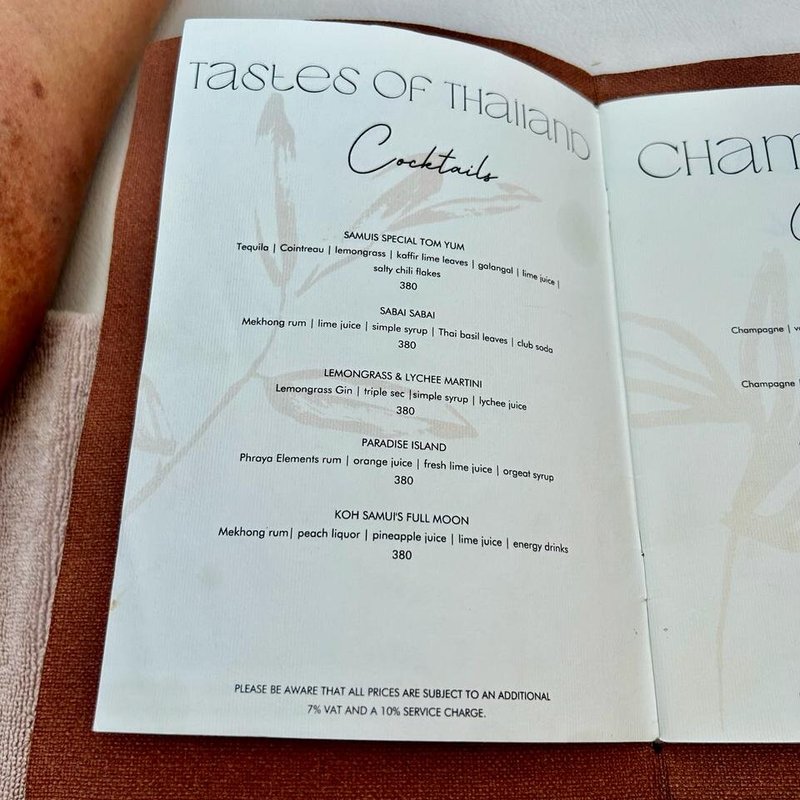 Tastes of Thailand
Cocktails
SAMUIS SPECIAL TOM YUM
Tequila | Cointreau | lemongrass | kaffir lime leaves | galangal | lime juice |
salty chili flakes
380
SABAI SABAI
Mekhong rum | lime juice | simple syrup | Thai basil leaves | club soda
380
LEMONGRASS & LYCHEE MARTINI
Lemongrass Gin | triple sec |simple syrup | lychee juice
380
PARADISE ISLAND
Phraya Elements rum | orange juice | fresh lime juice | orgeat syrup
380
KOH SAMUI'S FULL MOON
Mekhong rum| peach liquor | pineapple juice | lime juice | energy drinks
380
PLEASE BE AWARE THAT ALL PRICES ARE SUBJECT TO AN ADDITIONAL
7% VAT AND A 10% SERVICE CHARGE.
CHAM
Champagne |
Champagne